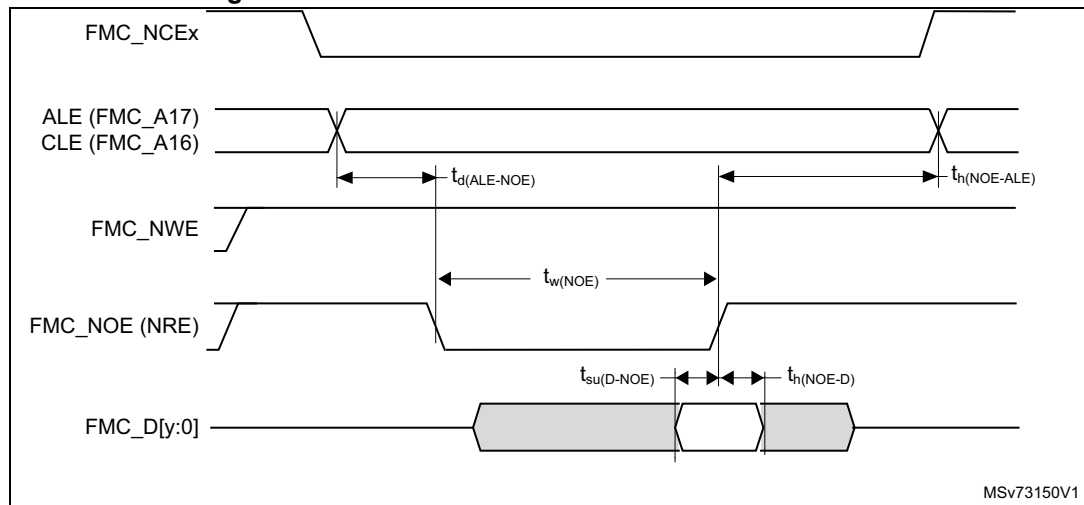 FMC_NCEx
ALE (FMC_A17)
CLE (FMC_A16)
td(ALE-NOE)
th(NOE-ALE)
FMC_NWE
tw(NOE)
FMC_NOE (NRE)
tsu(D-NOE)
th(NOE-D)
FMC_D[y:0]
MSv73150V1